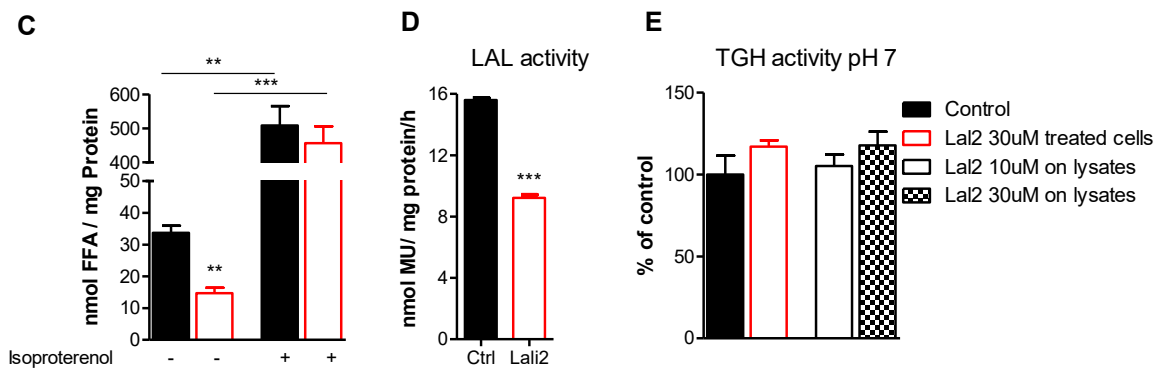 C
**
***
nmol FFA / mg Protein
600
500
400
50
40
30
20
10
0
**
Isoproterenol - - + +
D
LAL activity
nmol MU/ mg protein/h
16
12
8
4
0
***
Ctrl Lali2
E
TGH activity pH 7
% of control
150
100
50
0
Control
Lal2 30uM treated cells
Lal2 10uM on lysates
Lal2 30uM on lysates